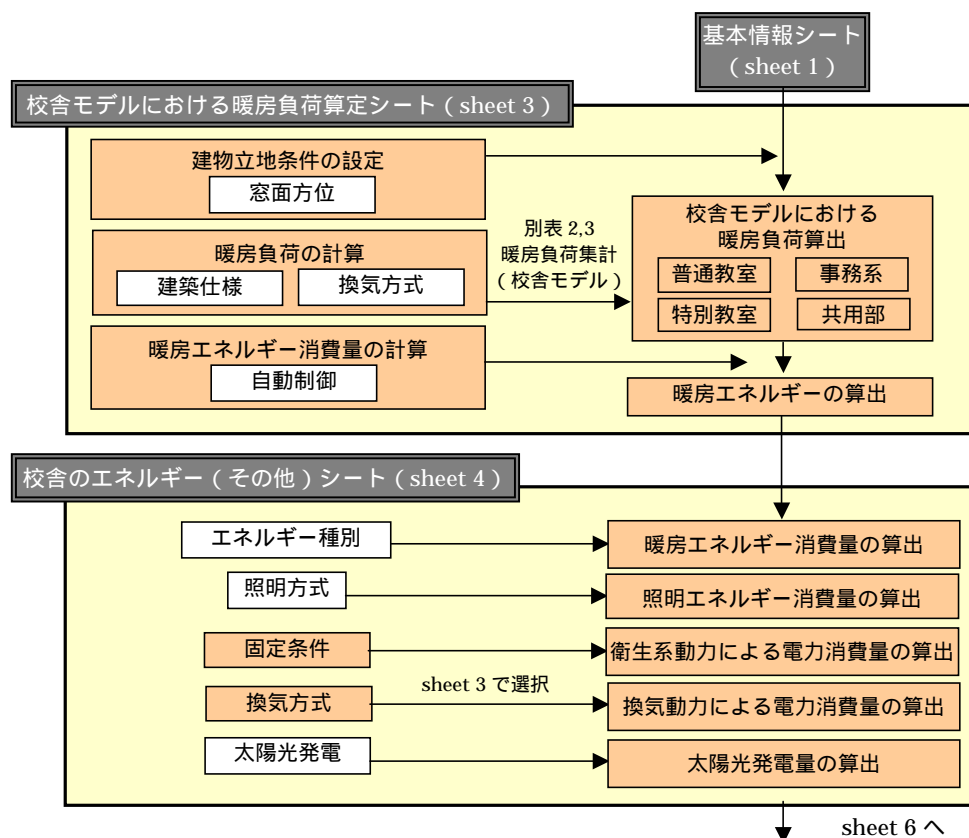 基本情報シート
（sheet 1）
校舎モデルにおける暖房負荷算定シート（sheet 3）
建物立地条件の設定
窓面方位
暖房負荷の計算
建築仕様
換気方式
別表 2,3
暖房負荷集計
（校舎モデル）
校舎モデルにおける
暖房負荷算出
普通教室
事務系
特別教室
共用部
暖房エネルギー消費量の計算
自動制御
暖房エネルギーの算出
校舎のエネルギー（その他）シート（sheet 4）
エネルギー種別
暖房エネルギー消費量の算出
照明方式
照明エネルギー消費量の算出
固定条件
衛生系動力による電力消費量の算出
換気方式
sheet 3 で選択
換気動力による電力消費量の算出
太陽光発電
太陽光発電量の算出
sheet 6 へ